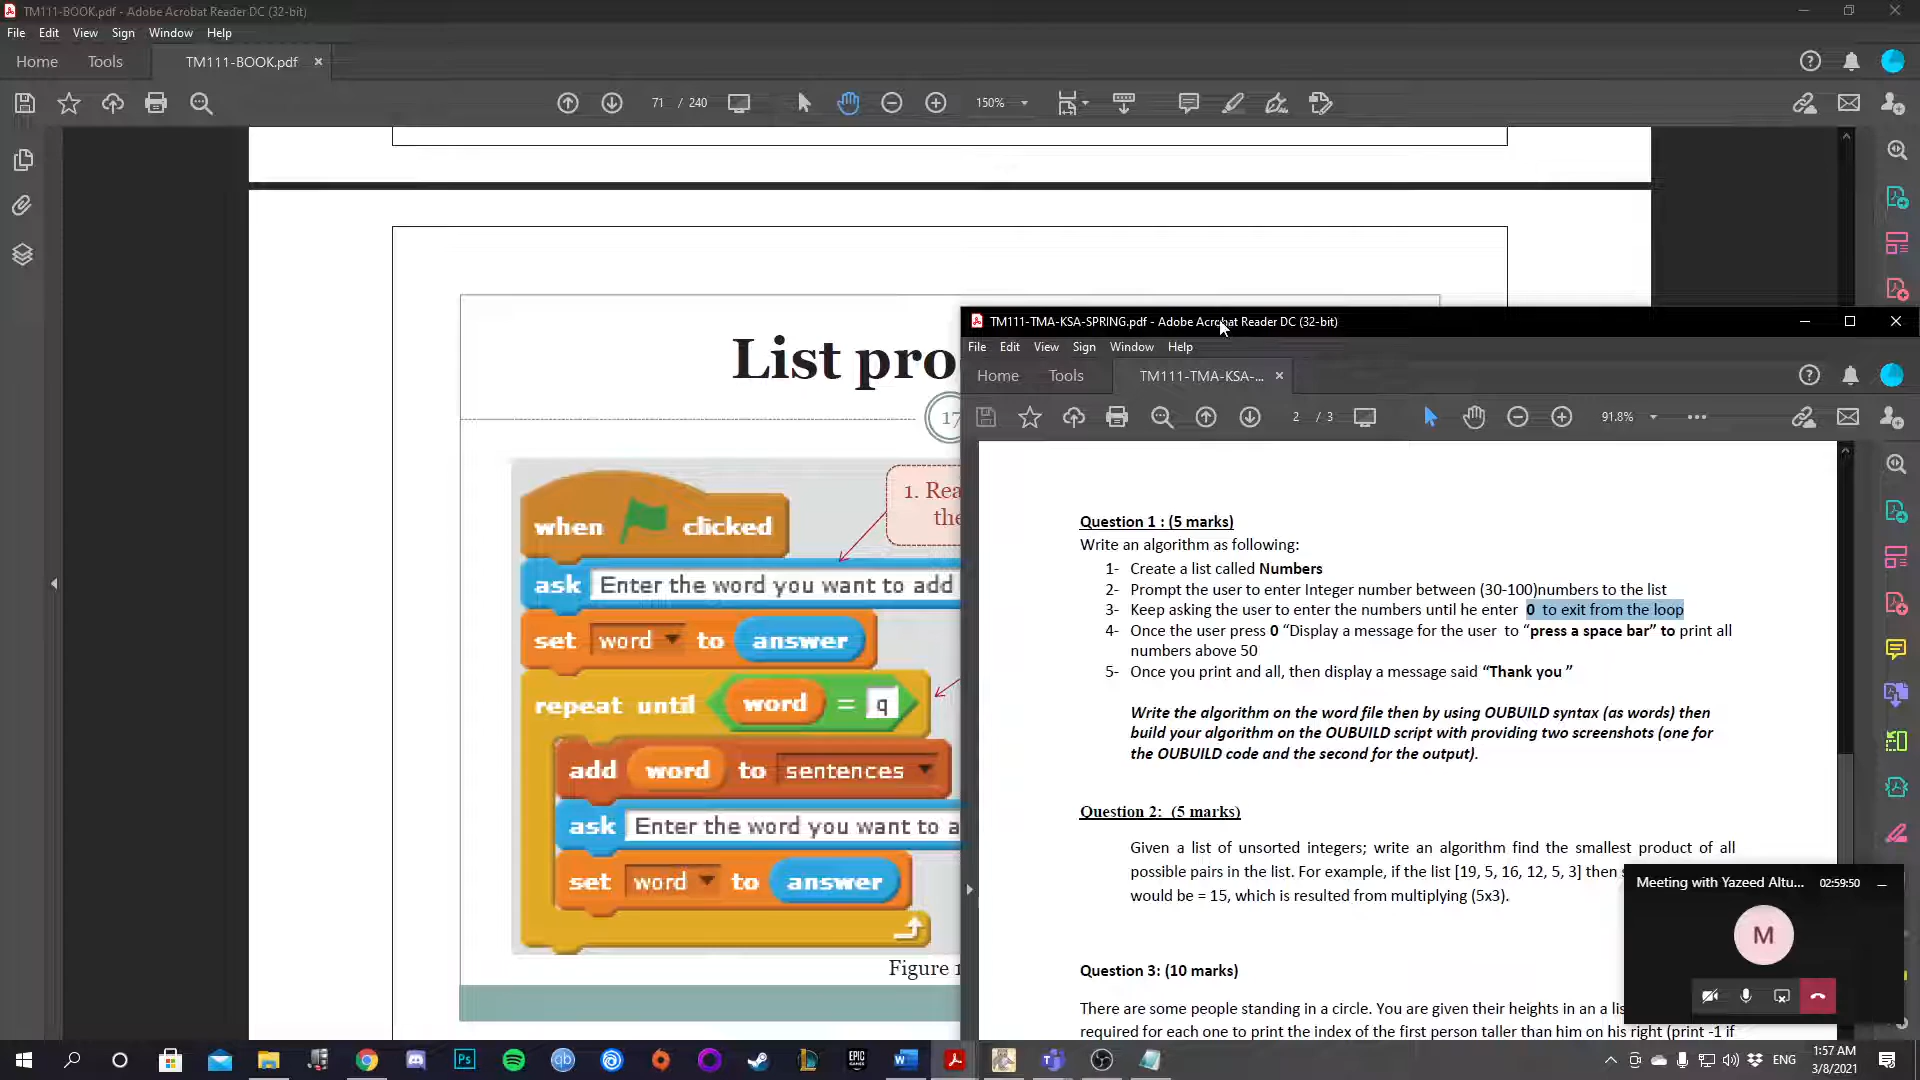 TM111-BOOK.pdf - Adobe Acrobat Reader DC (32-bit)
File Edit View Sign Window Help
Home Tools TM111-BOOK.pdf
71 / 240 150%
List pro
17
when clicked
ask Enter the word you want to add
set word to answer
repeat until word = q
add word to sentences
ask Enter the word you want to a
set word to answer
1. Rea
the
Figure 1
TM111-TMA-KSA-SPRING.pdf - Adobe Acrobat Reader DC (32-bit)
File Edit View Sign Window Help
Home Tools TM111-TMA-KSA-...
2 / 3 91.8%
Question 1 : (5 marks)
Write an algorithm as following:
1- Create a list called Numbers
2- Prompt the user to enter Integer number between (30-100)numbers to the list
3- Keep asking the user to enter the numbers until he enter 0 to exit from the loop
4- Once the user press 0 “Display a message for the user to “press a space bar” to print all
numbers above 50
5- Once you print and all, then display a message said “Thank you ”
Write the algorithm on the word file then by using OUBUILD syntax (as words) then
build your algorithm on the OUBUILD script with providing two screenshots (one for
the OUBUILD code and the second for the output).
Question 2: (5 marks)
Given a list of unsorted integers; write an algorithm find the smallest product of all
possible pairs in the list. For example, if the list [19, 5, 16, 12, 5, 3] then s
would be = 15, which is resulted from multiplying (5x3).
Question 3: (10 marks)
There are some people standing in a circle. You are given their heights in an a lis
required for each one to print the index of the first person taller than him on his right (print -1 if
Meeting with Yazeed Altu... 02:59:50
M
ENG
1:57 AM
3/8/2021